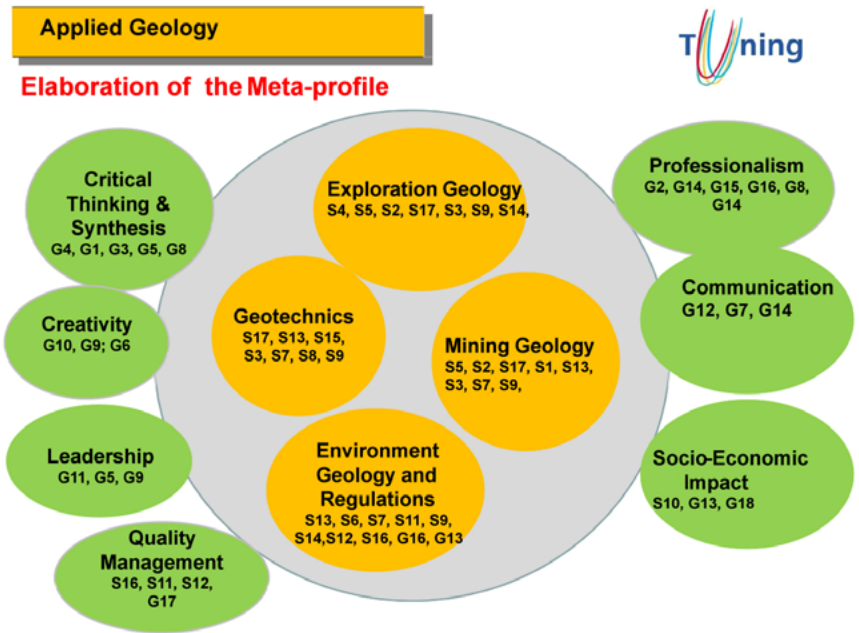 Applied Geology
Tuning
Elaboration of the Meta-profile
Critical
Thinking &
Synthesis
G4, G1, G3, G5, G8
Creativity
G10, G9; G6
Leadership
G11, G5, G9
Quality
Management
S16, S11, S12,
G17
Exploration Geology
S4, S5, S2, S17, S3, S9, S14,
Geotechnics
S17, S13, S15,
S3, S7, S8, S9
Mining Geology
S5, S2, S17, S1, S13,
S3, S7, S9,
Environment
Geology and
Regulations
S13, S6, S7, S11, S9,
S14,S12, S16, G16, G13
Professionalism
G2, G14, G15, G16, G8,
G14
Communication
G12, G7, G14
Socio-Economic
Impact
S10, G13, G18